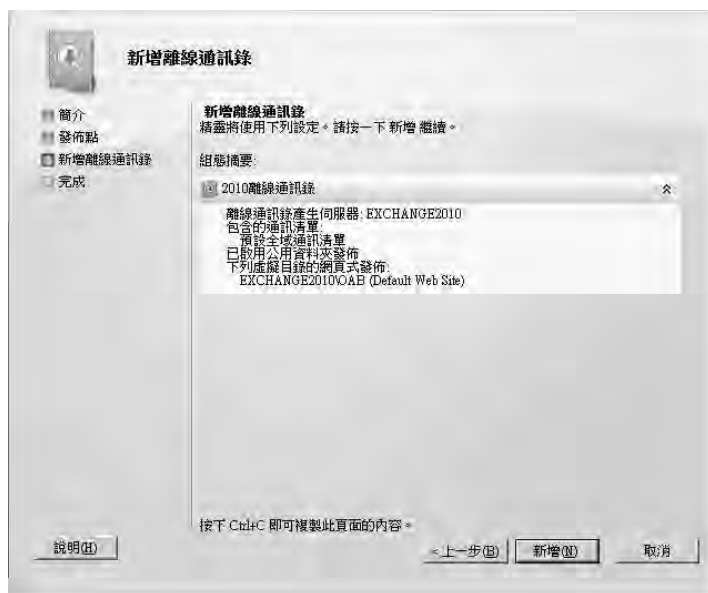 新增離線通訊錄
簡介
發佈點
新增離線通訊錄
完成
新增離線通訊錄
精靈將使用下列設定。請按一下 新增 繼續。
組態摘要:
2010離線通訊錄
離線通訊錄產生伺服器: EXCHANGE2010
包含的通訊清單:
預設全域通訊清單
已啟用公用資料夾發佈
下列虛擬目錄的網頁式發佈:
EXCHANGE2010\OAB (Default Web Site)
按下 Ctrl+C 即可複製此頁面的內容。
說明(H)
<上一步(B)
新增(N)
取消